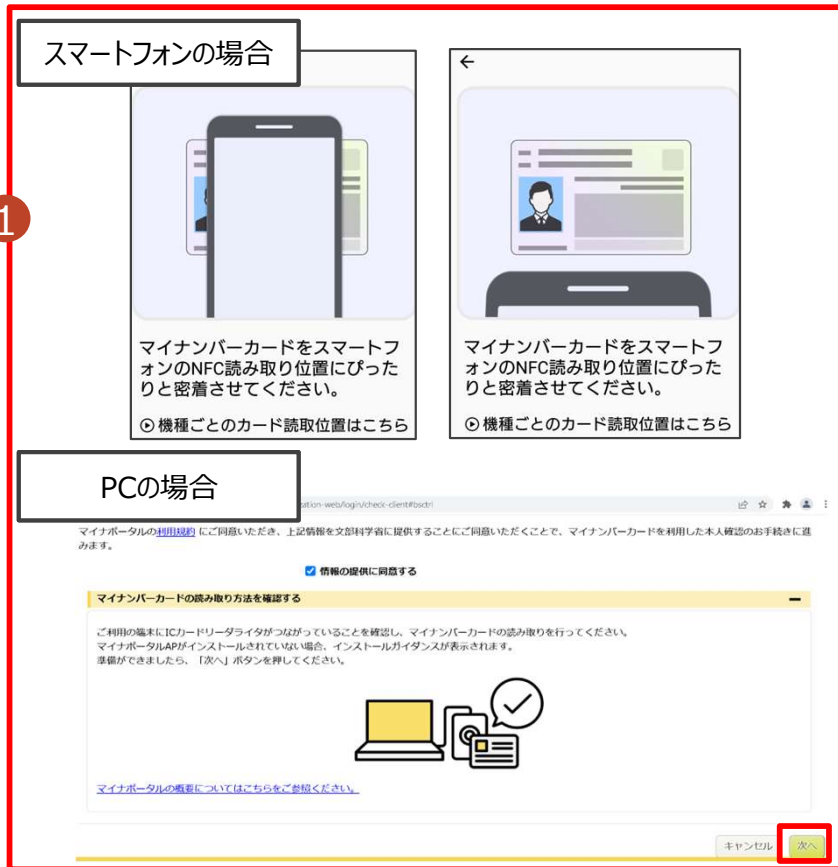 スマートフォンの場合
←
マイナンバーカードをスマートフ
ォンのNFC読み取り位置にぴった
りと密着させてください。
機種ごとのカード読取位置はこちら
マイナンバーカードをスマートフ
ォンのNFC読み取り位置にぴった
りと密着させてください。
機種ごとのカード読取位置はこちら
1
PCの場合
ation-web/login/check-client#bsctrl
マイナポータルの利用規約 にご同意いただき、上記情報を文部科学省に提供することにご同意いただくことで、マイナンバーカードを利用した本人確認のお手続きに進
みます。
情報の提供に同意する
マイナンバーカードの読み取り方法を確認する
ご利用の端末にICカードリーダライタがつながっていることを確認し、マイナンバーカードの読み取りを行ってください。
マイナポータルAPがインストールされていない場合、インストールガイダンスが表示されます。
準備ができましたら、「次へ」ボタンを押してください。
マイナポータルの概要についてはこちらをご参照ください。
キャンセル
次へ